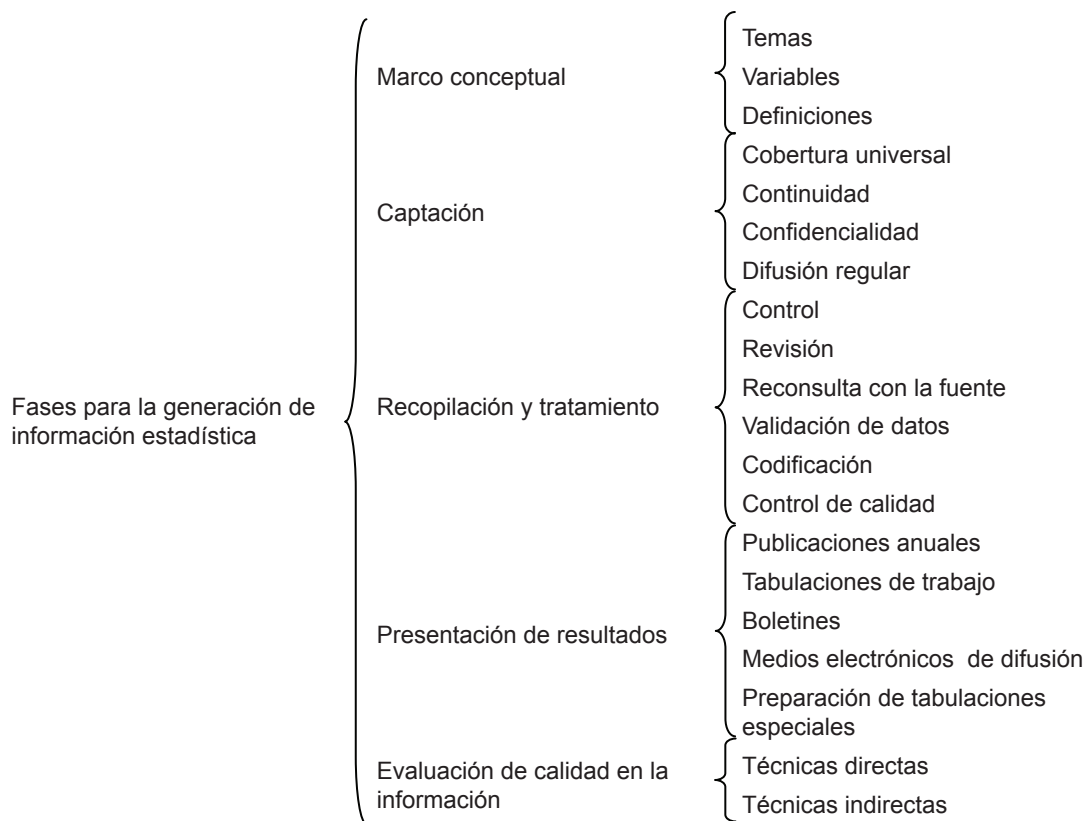 Fases para la generación de
información estadística
Marco conceptual
Temas
Variables
Definiciones
Captación
Cobertura universal
Continuidad
Confidencialidad
Difusión regular
Recopilación y tratamiento
Control
Revisión
Reconsulta con la fuente
Validación de datos
Codificación
Control de calidad
Presentación de resultados
Publicaciones anuales
Tabulaciones de trabajo
Boletines
Medios electrónicos  de difusión
Preparación de tabulaciones
especiales
Evaluación de calidad en la
información
Técnicas directas
Técnicas indirectas